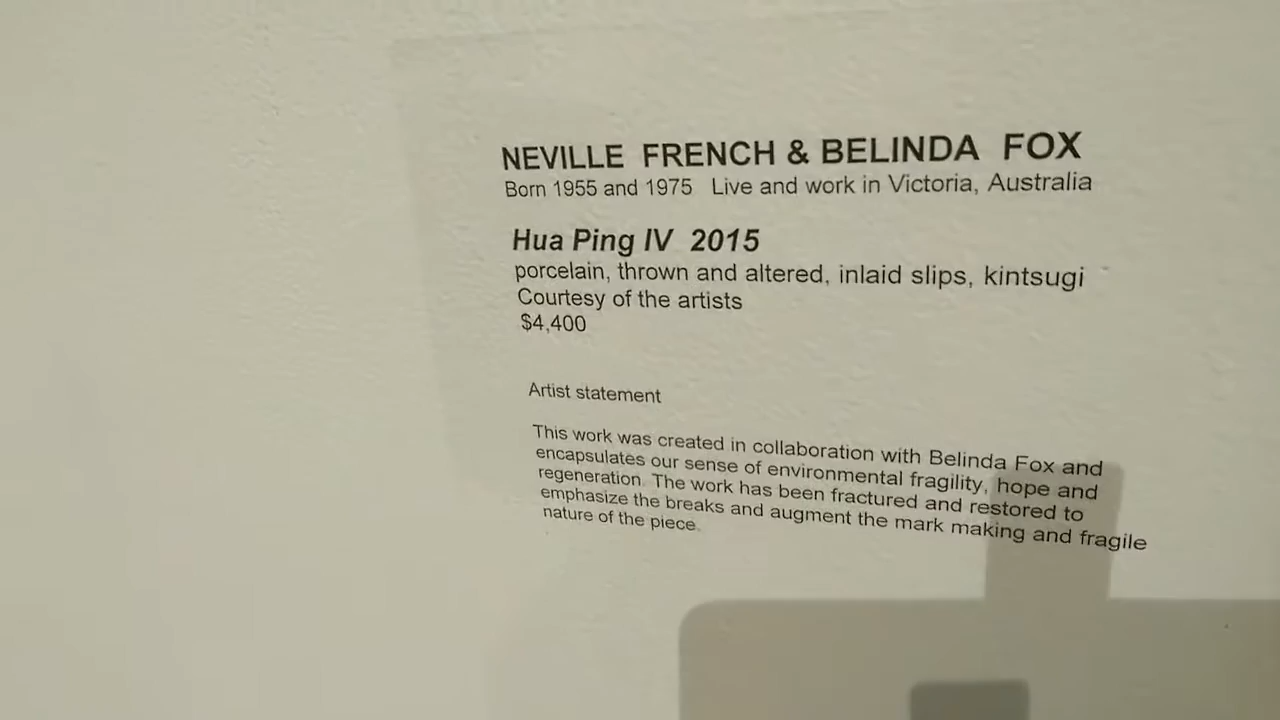 NEVILLE FRENCH & BELINDA FOX
Born 1955 and 1975 Live and work in Victoria, Australia
Hua Ping IV 2015
porcelain, thrown and altered, inlaid slips, kintsugi
Courtesy of the artists
$4,400
Artist statement
This work was created in collaboration with Belinda Fox and
encapsulates our sense of environmental fragility, hope and
regeneration. The work has been fractured and restored to
emphasize the breaks and augment the mark making and fragile
nature of the piece.